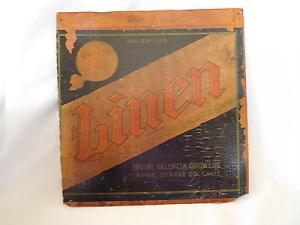 VALENCIAS
Linen
IRVINE VALENCIA GROWERS
IRVINE, ORANGE CO., CALIF.